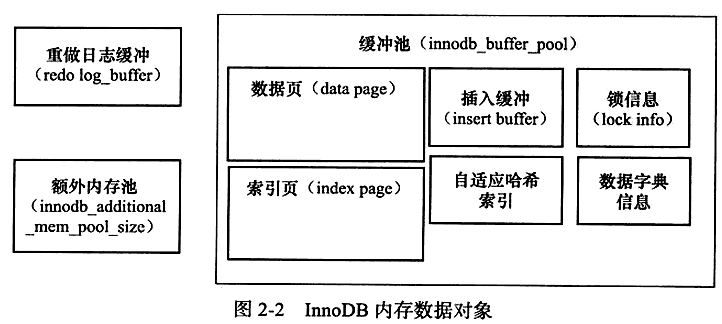 重做日志缓冲
（redo log_buffer）
额外内存池
（innodb_additional
_mem_pool_size）
缓冲池（innodb_buffer_pool）
数据页（data page）
插入缓冲
（insert buffer）
锁信息
（lock info）
索引页（index page）
自适应哈希
索引
数据字典
信息
图 2-2 InnoDB 内存数据对象